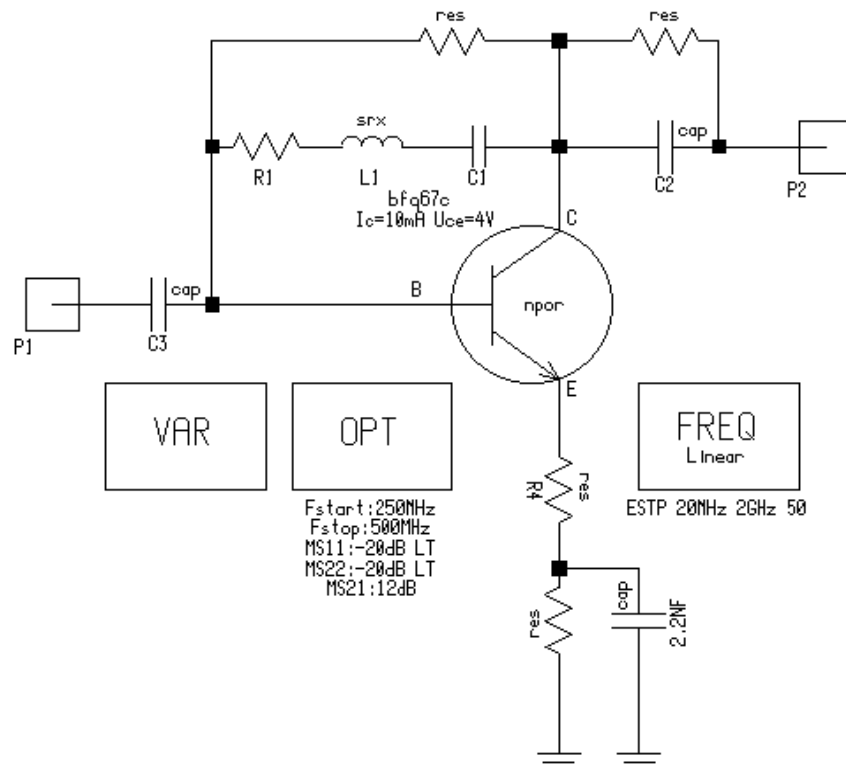 res
res
srx
cap
R1
L1
C1
C2
P2
bfq67c
Ic=10mA Uce=4V
C
cap
B
npor
P1
C3
E
VAR
OPT
FREQ
Linear
res
R4
Fstart:250NHz
Fstop:500MHz
MS11:-20dB LT
MS22:-20dB LT
MS21:12dB
ESTP 20NHz 2GHz 50
res
cap
2.2NF